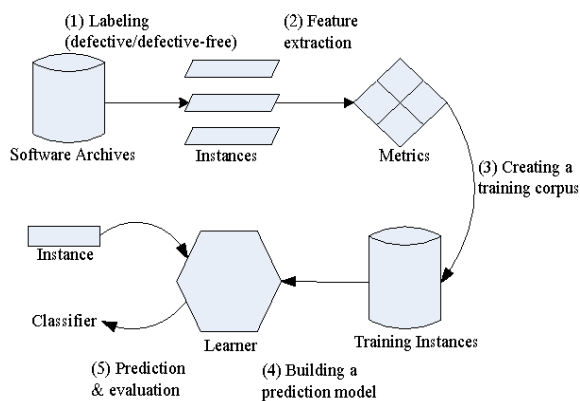 (1) Labeling
(defective/defective-free)
(2) Feature
extraction
Software Archives
Instances
Metrics
(3) Creating a
training corpus
Instance
Classifier
Learner
Training Instances
(5) Prediction
& evaluation
(4) Building a
prediction model